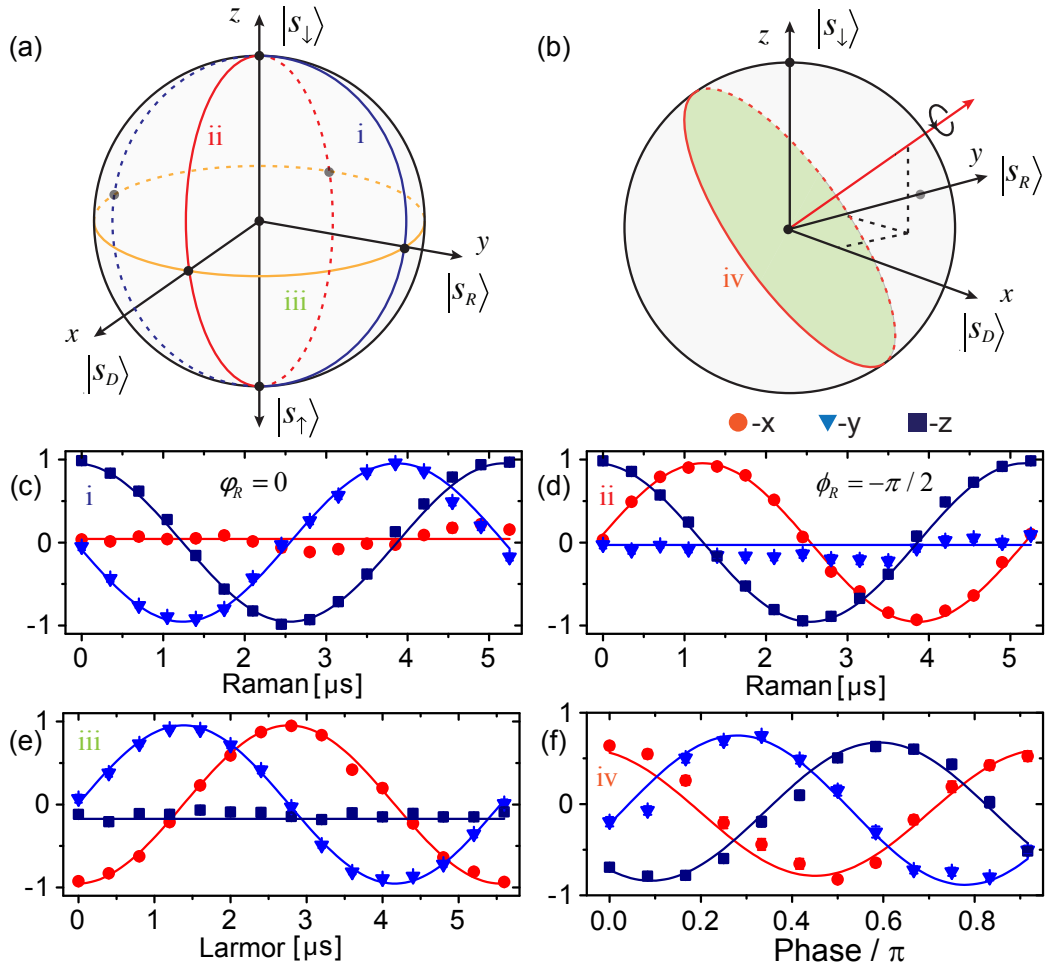 (a)
z
|s↓⟩
ii
i
y
|s_R⟩
iii
x
|s_D⟩
|s↑⟩
(b)
z
|s↓⟩
y
|s_R⟩
iv
x
|s_D⟩
-x -y -z
(c)
i
φ_R = 0
1
0
-1
0 1 2 3 4 5
Raman [µs]
(d)
ii
ϕ_R = -π / 2
1
0
-1
0 1 2 3 4 5
Raman [µs]
(e)
iii
1
0
-1
0 1 2 3 4 5
Larmor [µs]
(f)
iv
1
0
-1
0.0 0.2 0.4 0.6 0.8
Phase / π